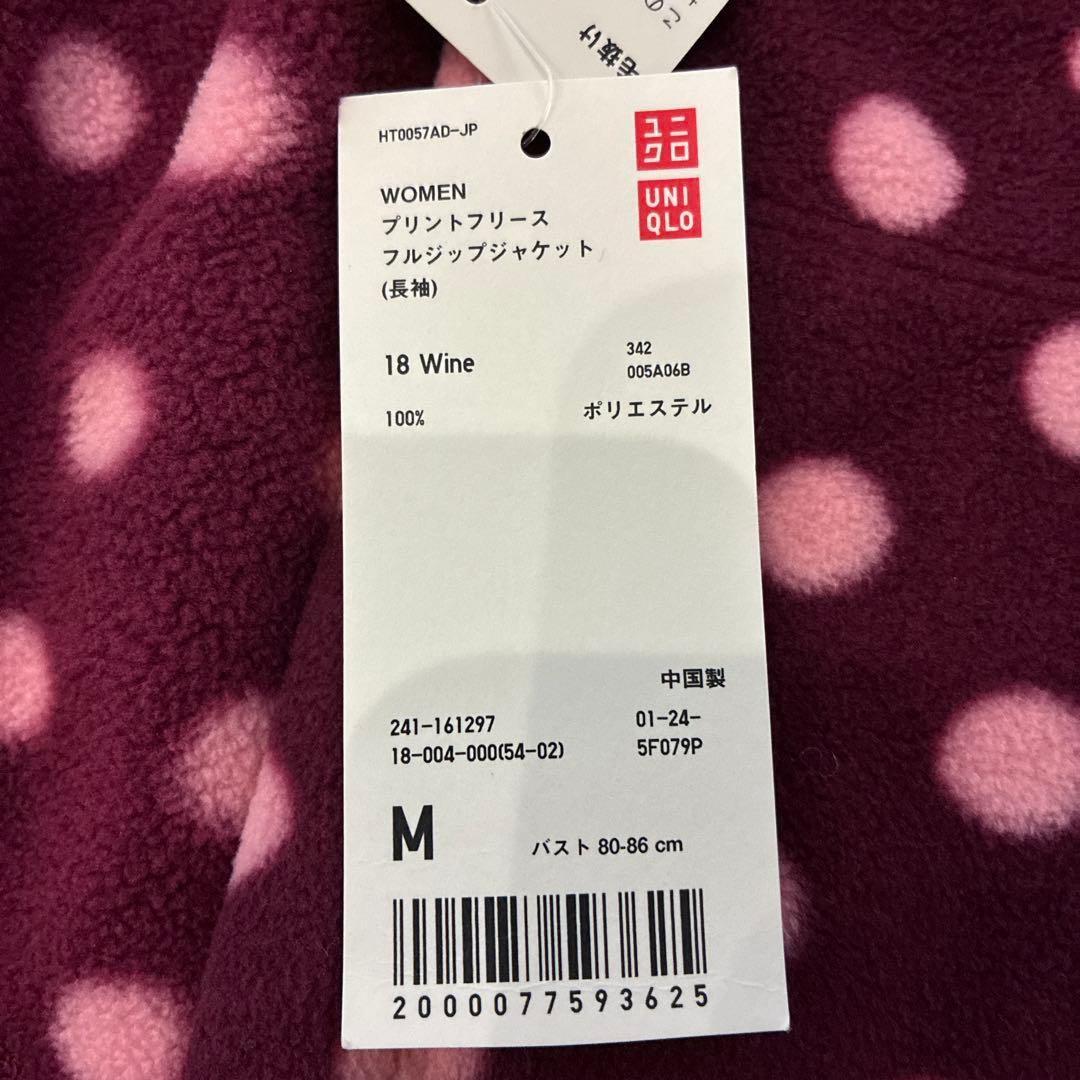 毛抜け
HT0057AD-JP
ユニ
クロ
UNI
QLO
WOMEN
プリントフリース
フルジップジャケット
(長袖)
18 Wine
342
005A06B
100%
ポリエステル
中国製
241-161297
01-24-
18-004-000(54-02)
5F079P
M
バスト 80-86 cm
2000077593625